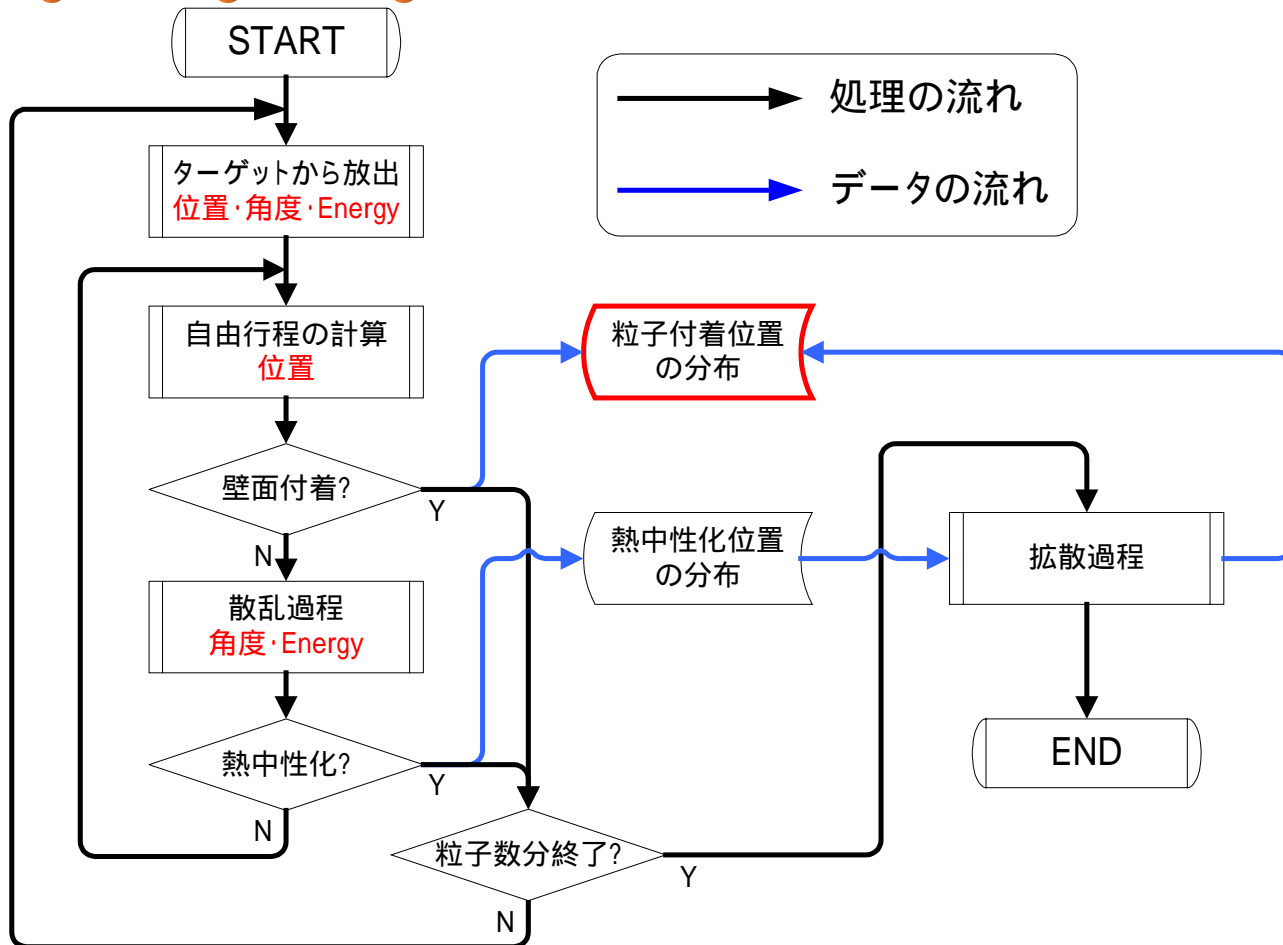 START
処理の流れ
データの流れ
ターゲットから放出
位置・角度・Energy
自由行程の計算
位置
粒子付着位置
の分布
壁面付着?
Y
N
熱中性化位置
の分布
拡散過程
散乱過程
角度・Energy
熱中性化?
Y
N
END
粒子数分終了?
Y
N